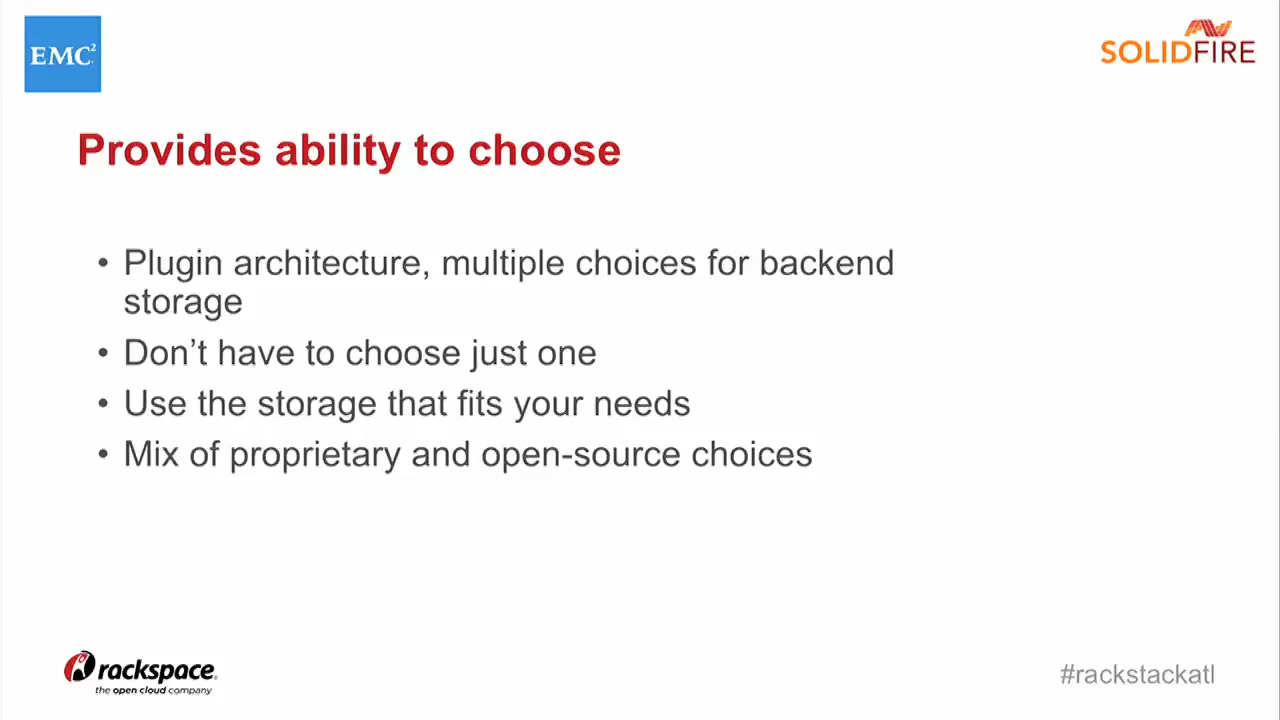 EMC²
SOLIDFIRE
Provides ability to choose
• Plugin architecture, multiple choices for backend
storage
• Don’t have to choose just one
• Use the storage that fits your needs
• Mix of proprietary and open-source choices
rackspace.
the open cloud company
#rackstackatl